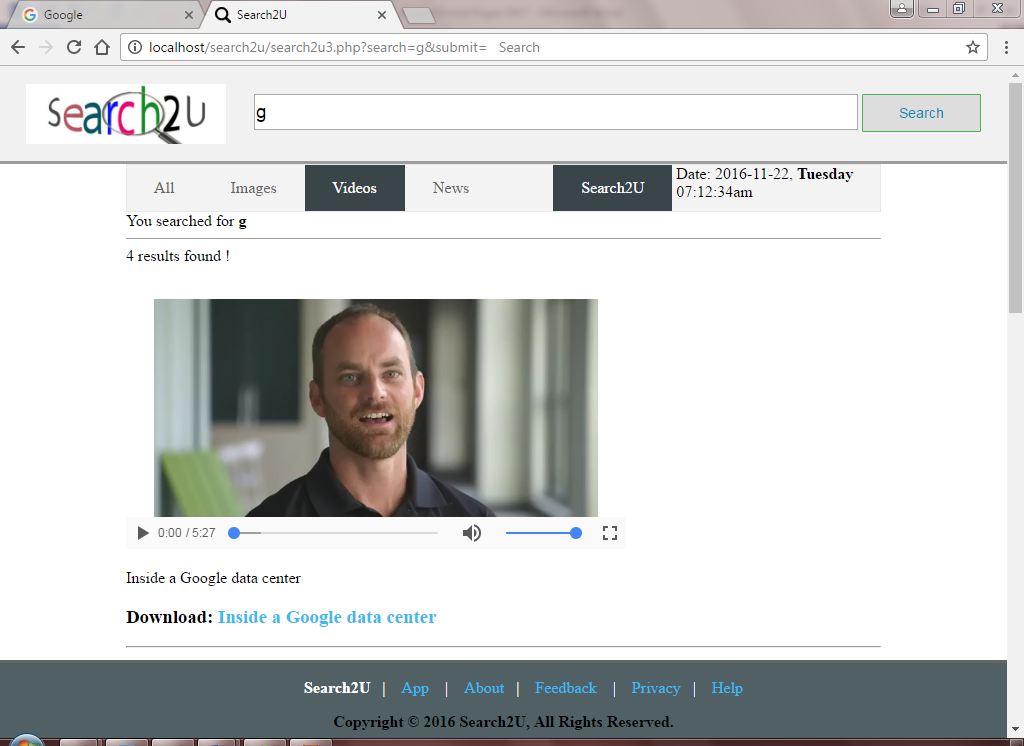 Google
Search2U
localhost/search2u/search2u3.php?search=g&submit= Search
Search2U
g
Search
All Images Videos News Search2U
Date: 2016-11-22, Tuesday
07:12:34am
You searched for g
4 results found !
0:00 / 5:27
Inside a Google data center
Download: Inside a Google data center
Search2U | App | About | Feedback | Privacy | Help
Copyright © 2016 Search2U, All Rights Reserved.